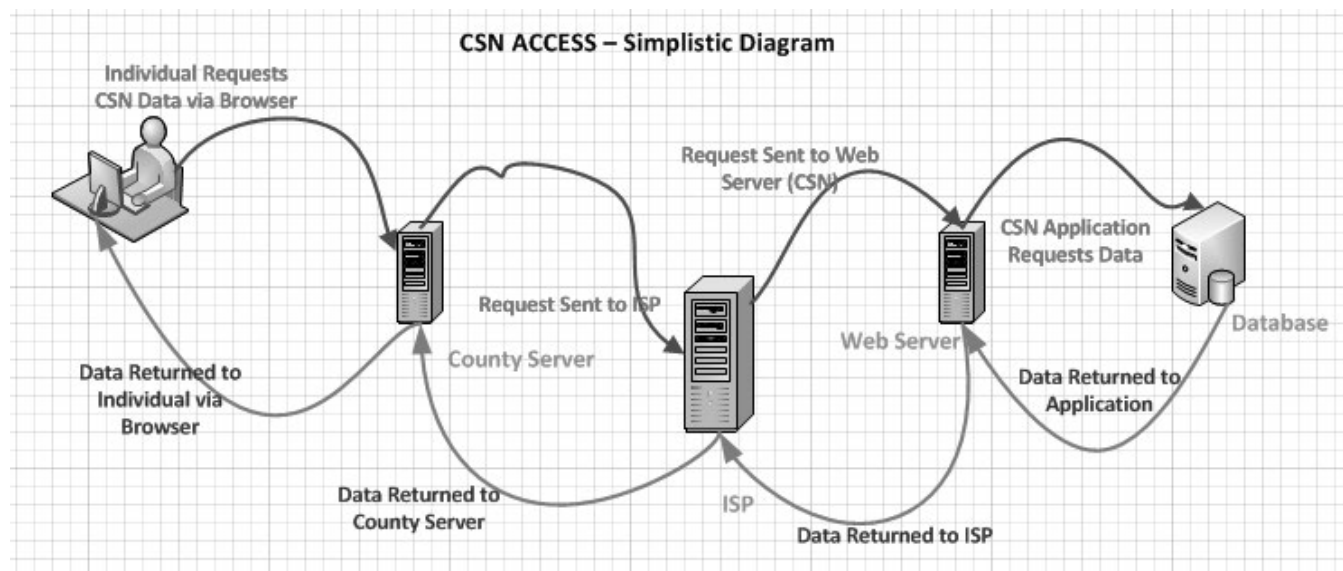 CSN ACCESS – Simplistic Diagram
Individual Requests
CSN Data via Browser
Request Sent to Web
Server (CSN)
CSN Application
Requests Data
Request Sent to ISP
County Server
Web Server
Database
Data Returned to
Individual via
Browser
Data Returned to
Application
Data Returned to
County Server
ISP
Data Returned to ISP